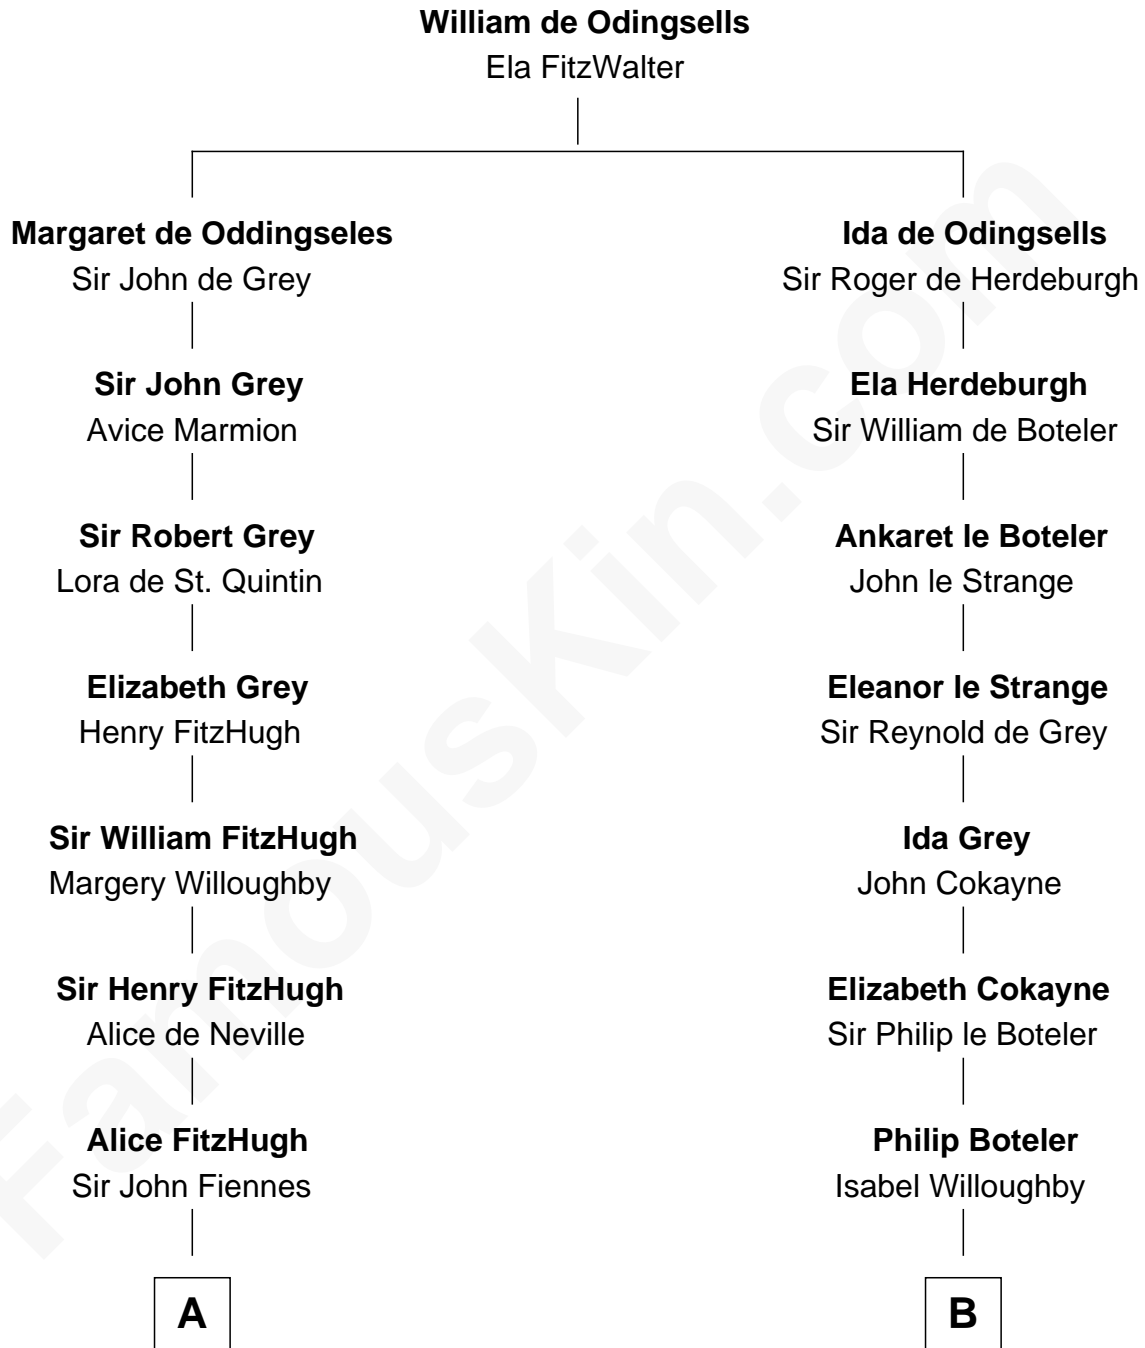 William de Odingsells
Ela FitzWalter
Margaret de Oddingseles
Sir John de Grey
Sir John Grey
Avice Marmion
Sir Robert Grey
Lora de St. Quintin
Elizabeth Grey
Henry FitzHugh
Sir William FitzHugh
Margery Willoughby
Sir Henry FitzHugh
Alice de Neville
Alice FitzHugh
Sir John Fiennes
A
Ida de Odingsells
Sir Roger de Herdeburgh
Ela Herdeburgh
Sir William de Boteler
Ankaret le Boteler
John le Strange
Eleanor le Strange
Sir Reynold de Grey
Ida Grey
John Cokayne
Elizabeth Cokayne
Sir Philip le Boteler
Philip Boteler
Isabel Willoughby
B
FamousKin.com